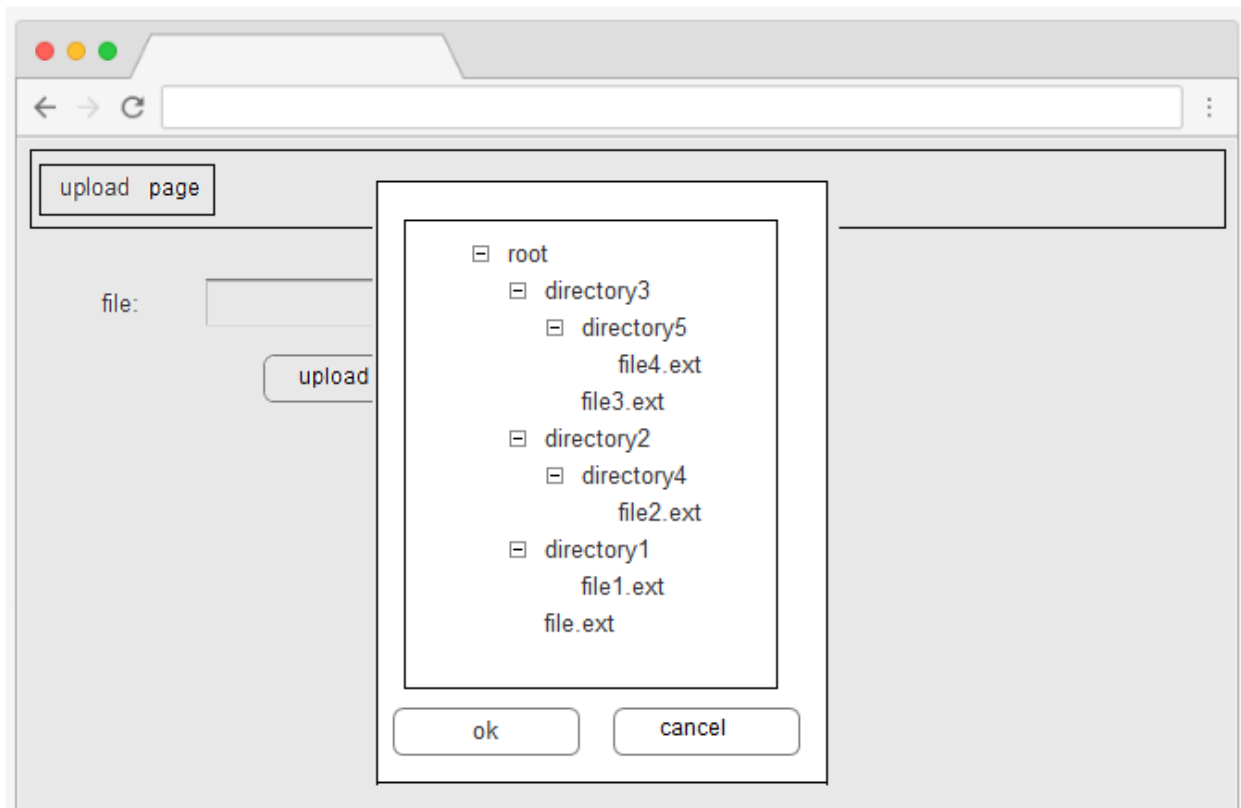 upload page
file:
upload
root
directory3
directory5
file4.ext
file3.ext
directory2
directory4
file2.ext
directory1
file1.ext
file.ext
ok
cancel